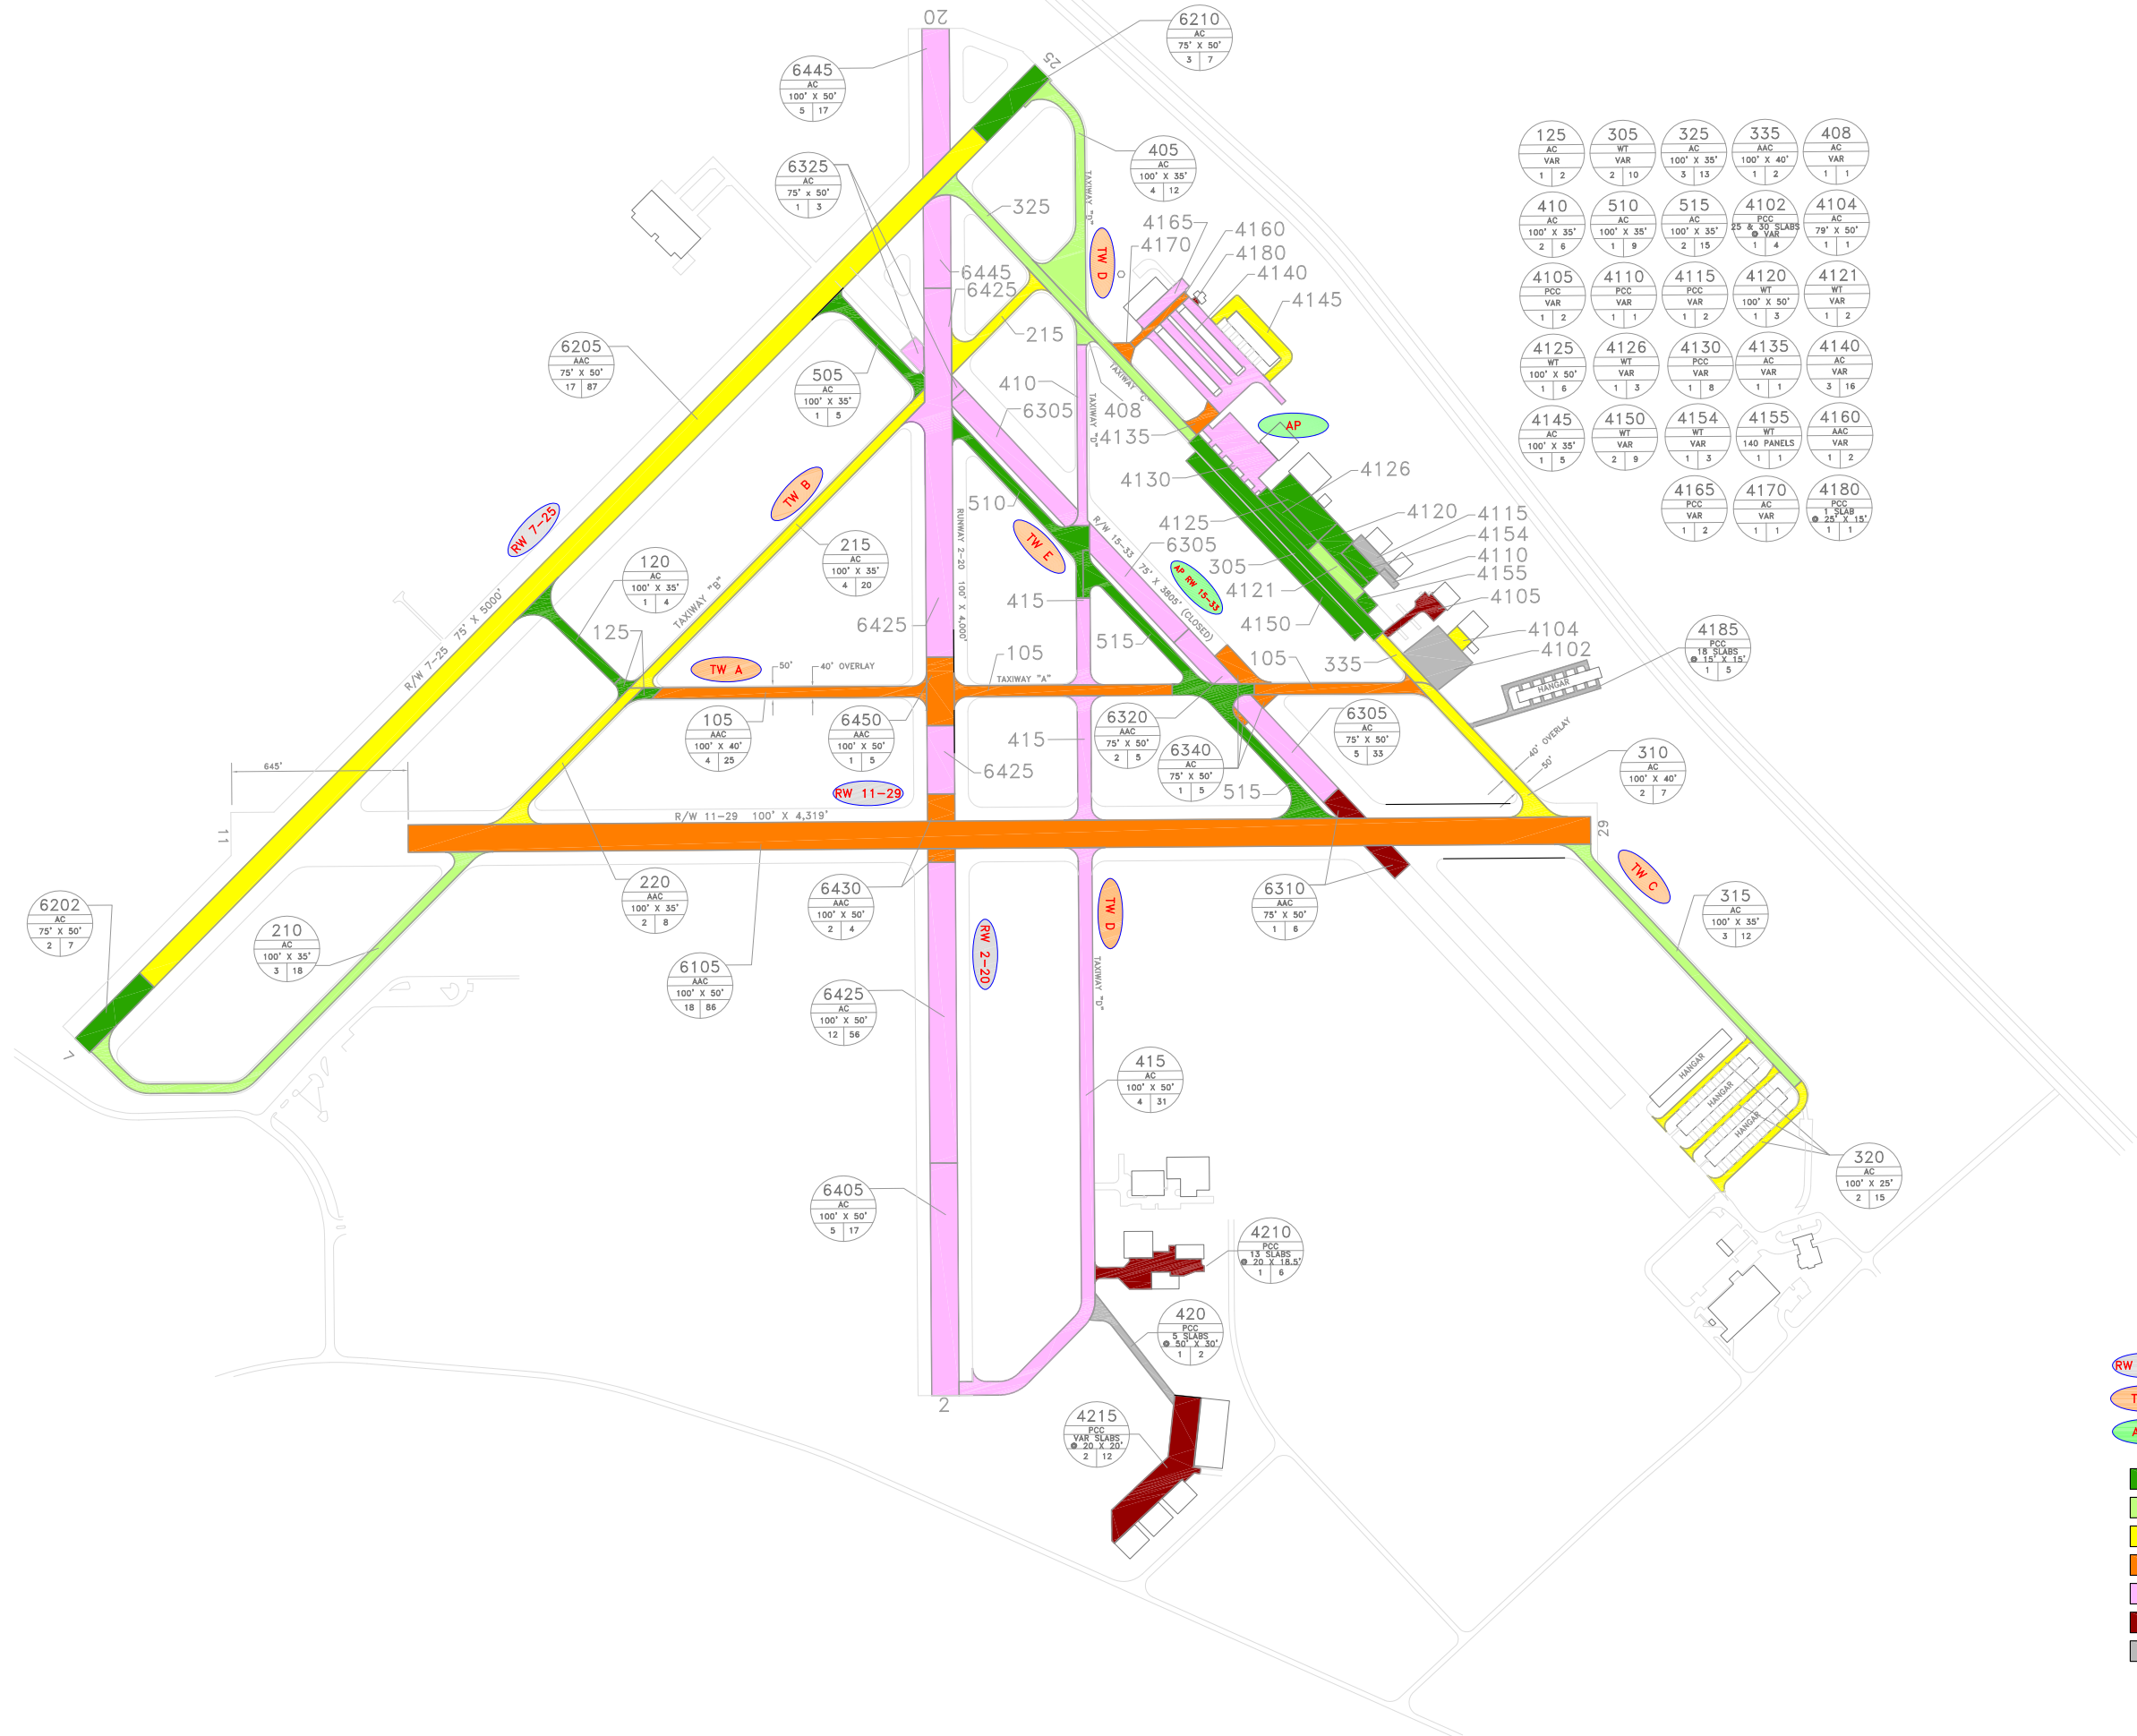 20
25
6210
AC
75' X 50'
3 7
6445
AC
100' X 50'
5 17
6325
AC
75' x 50'
1 3
405
AC
100' X 35'
4 12
125
AC
VAR
1 2
305
WT
VAR
2 10
325
AC
100' X 35'
3 13
335
AAC
100' X 40'
1 2
408
AC
VAR
1 1
410
AC
100' X 35'
2 6
510
AC
100' X 35'
1 9
515
AC
100' X 35'
2 15
4102
PCC
25 & 30 SLABS
@ VAR
1 4
4104
AC
79' X 50'
1 1
4105
PCC
VAR
1 2
4110
PCC
VAR
1 1
4115
PCC
VAR
1 2
4120
WT
100' X 50'
1 3
4121
WT
VAR
1 2
4125
WT
100' X 50'
1 6
4126
WT
VAR
1 3
4130
PCC
VAR
1 8
4135
AC
VAR
1 1
4140
AC
VAR
3 16
4145
AC
100' X 35'
1 5
4150
WT
VAR
2 9
4154
WT
VAR
1 3
4155
WT
140 PANELS
1 1
4160
AAC
VAR
1 2
4165
PCC
VAR
1 2
4170
AC
VAR
1 1
4180
PCC
1 SLAB
@ 25' X 15'
1 1
325
TAXIWAY "D"
TW D
4165
4170
4160
4180
4140
4145
6445
6425
215
6205
AAC
75' X 50'
17 87
505
AC
100' X 35'
1 5
410
408
6305
TAXIWAY "D"
4135
AP
4130
4126
TW B
510
4125
4120
4115
4154
4110
4155
4105
RW 7-25
RUNWAY 2-20 100' X 4,000'
TW E
R/W 15-33 75' X 3805' (CLOSED)
6305
305
4121
4150
AP RW 15-33
215
AC
100' X 35'
4 20
120
AC
100' X 35'
1 4
TAXIWAY "B"
R/W 7-25 75' X 5000'
125
415
6425
515
4104
4102
335
4185
PCC
18 SLABS
@ 15' X 15'
1 5
HANGAR
TW A
50'
40' OVERLAY
105
TAXIWAY "A"
105
105
AAC
100' X 40'
4 25
6450
AAC
100' X 50'
1 5
415
6320
AAC
75' X 50'
2 5
6340
AC
75' X 50'
1 5
6305
AC
75' X 50'
5 33
40' OVERLAY
50'
310
AC
100' X 40'
2 7
645'
6425
RW 11-29
515
R/W 11-29 100' X 4,319'
11
29
220
AAC
100' X 35'
2 8
6430
AAC
100' X 50'
2 4
6310
AAC
75' X 50'
1 6
TW C
315
AC
100' X 35'
3 12
6202
AC
75' X 50'
2 7
210
AC
100' X 35'
3 18
6105
AAC
100' X 50'
18 86
RW 2-20
TW D
TAXIWAY "D"
6425
AC
100' X 50'
12 56
7
415
AC
100' X 50'
4 31
HANGAR
HANGAR
HANGAR
320
AC
100' X 25'
2 15
6405
AC
100' X 50'
5 17
4210
PCC
13 SLABS
@ 20 X 18.5'
1 6
420
PCC
5 SLABS
@ 50' X 30'
1 2
2
4215
PCC
VAR SLABS
@ 20 X 20'
2 12
RW